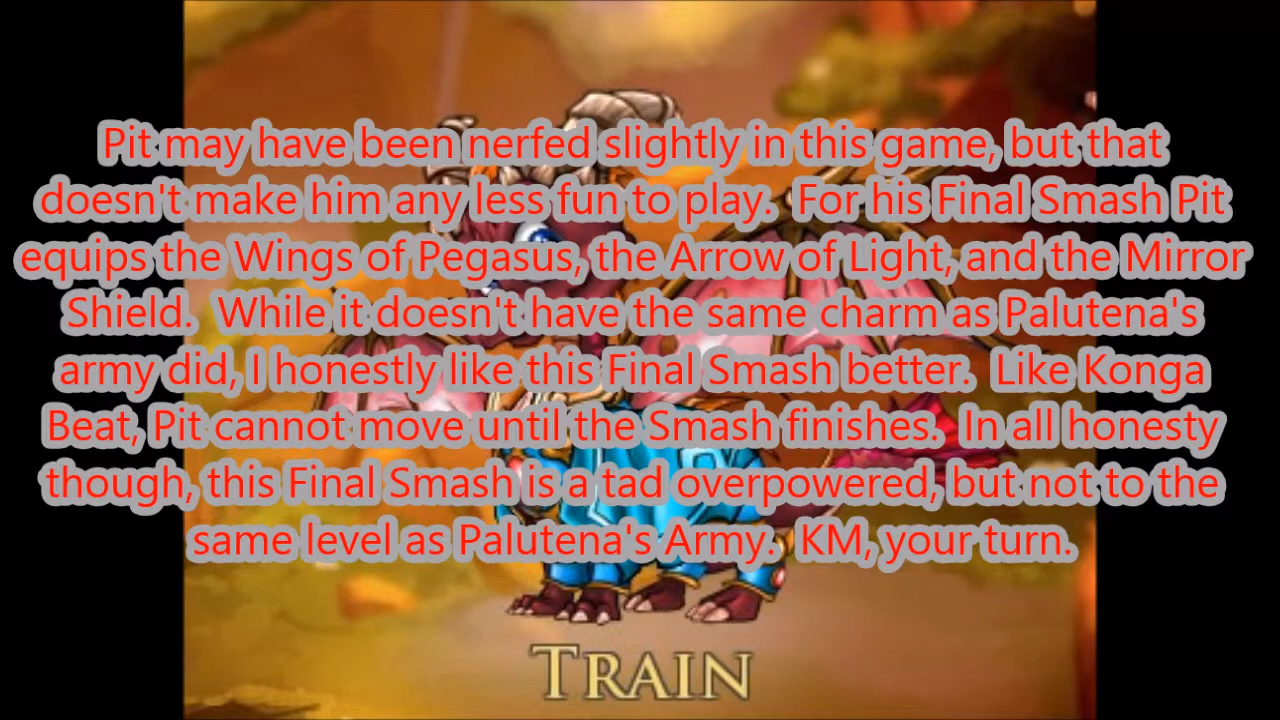 Pit may have been nerfed slightly in this game, but that
doesn't make him any less fun to play.  For his Final Smash Pit
equips the Wings of Pegasus, the Arrow of Light, and the Mirror
Shield.  While it doesn't have the same charm as Palutena's
army did, I honestly like this Final Smash better.  Like Konga
Beat, Pit cannot move until the Smash finishes.  In all honesty
though, this Final Smash is a tad overpowered, but not to the
same level as Palutena's Army.  KM, your turn.
TRAIN